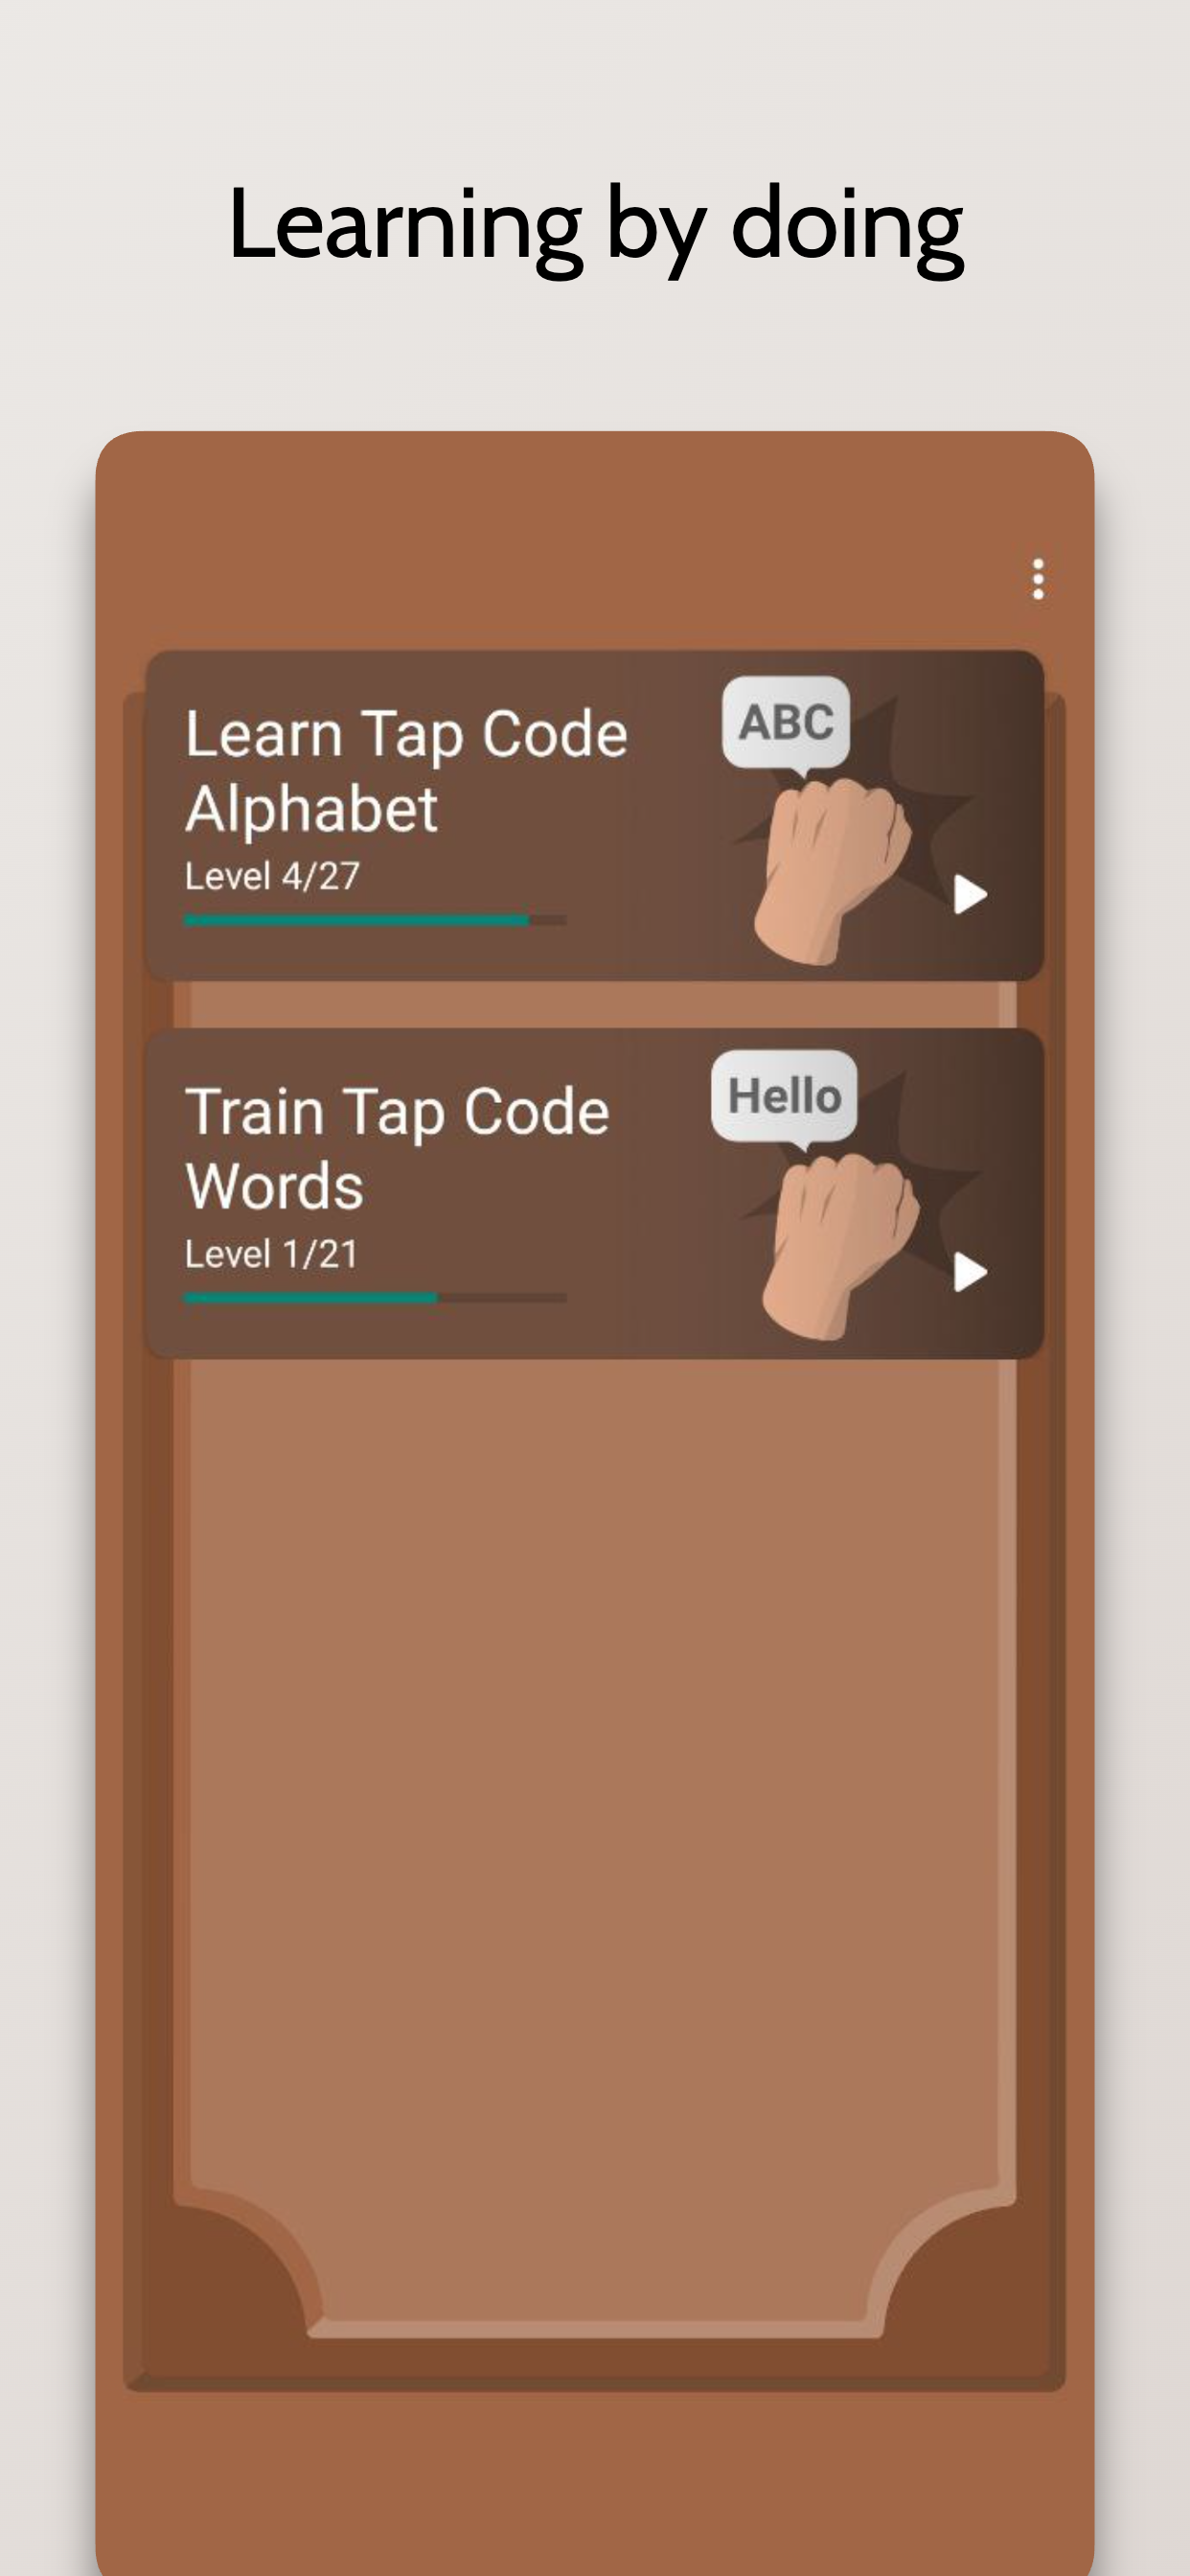 Learning by doing
Learn Tap Code
Alphabet
Level 4/27
ABC
Train Tap Code
Words
Level 1/21
Hello